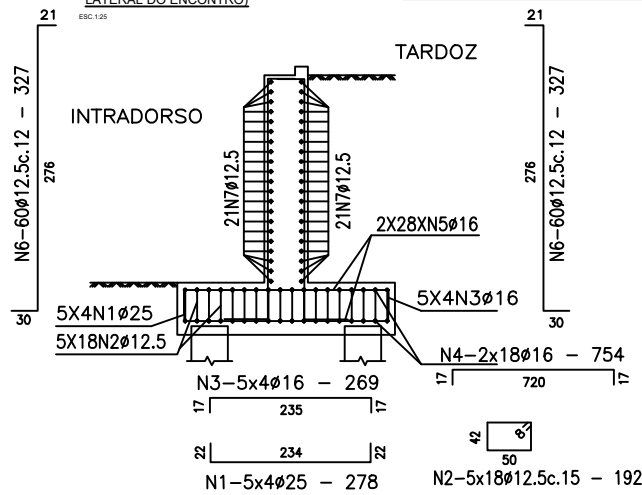 LATERAL DO ENCONTRO)
ESC.:1:25
21
21
TARDOZ
INTRADORSO
N6-60ø12.5c.12 - 327
276
21N7ø12.5
21N7ø12.5
276
N6-60ø12.5c.12 - 327
2X28XN5ø16
30
5X4N1ø25
5X4N3ø16
30
5X18N2ø12.5
N4-2x18ø16 - 754
17
720
17
N3-5x4ø16 - 269
17
235
17
22
234
22
N1-5x4ø25 - 278
42
8
50
N2-5x18ø12.5c.15 - 192